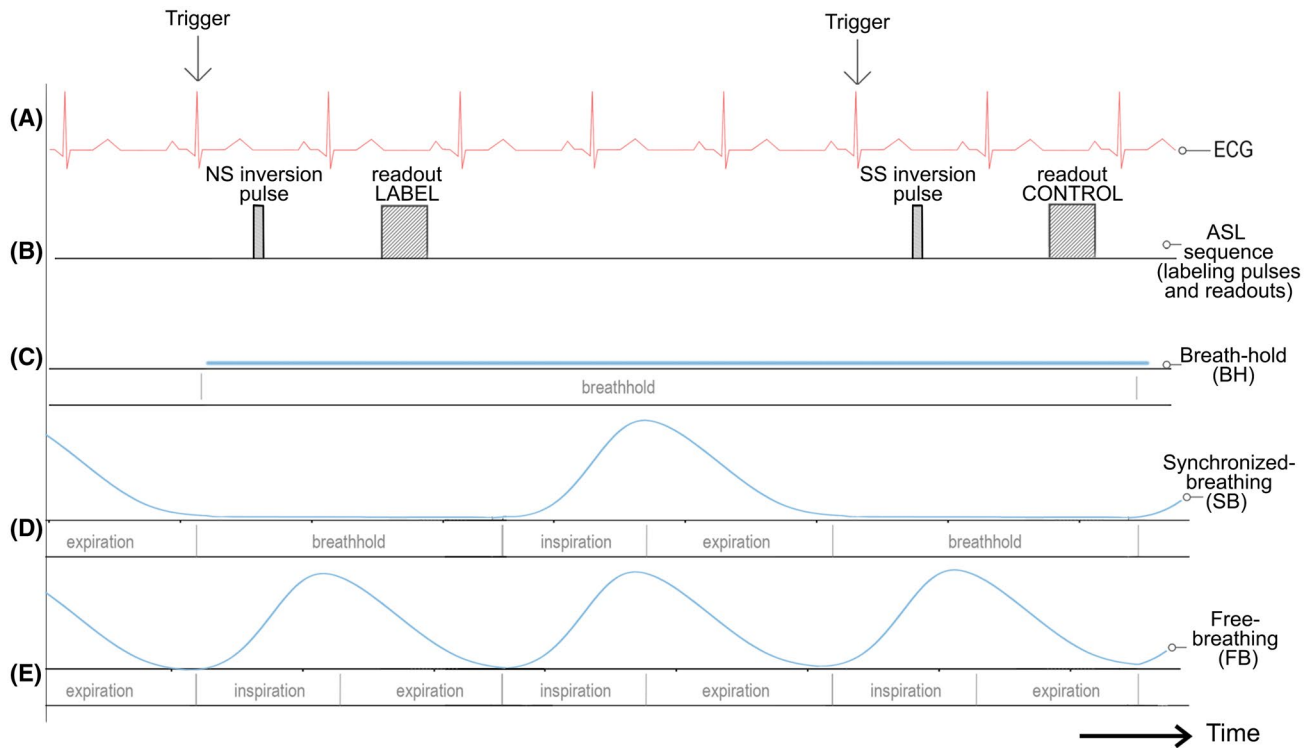 Trigger
Trigger
(A)
ECG
NS inversion
pulse
readout
LABEL
SS inversion
pulse
readout
CONTROL
(B)
ASL
sequence
(labeling pulses
and readouts)
(C)
Breath-hold
(BH)
breathhold
Synchronized-
breathing
(SB)
(D)
expiration
breathhold
inspiration
expiration
breathhold
Free-
breathing
(FB)
(E)
expiration
inspiration
expiration
inspiration
expiration
inspiration
expiration
Time